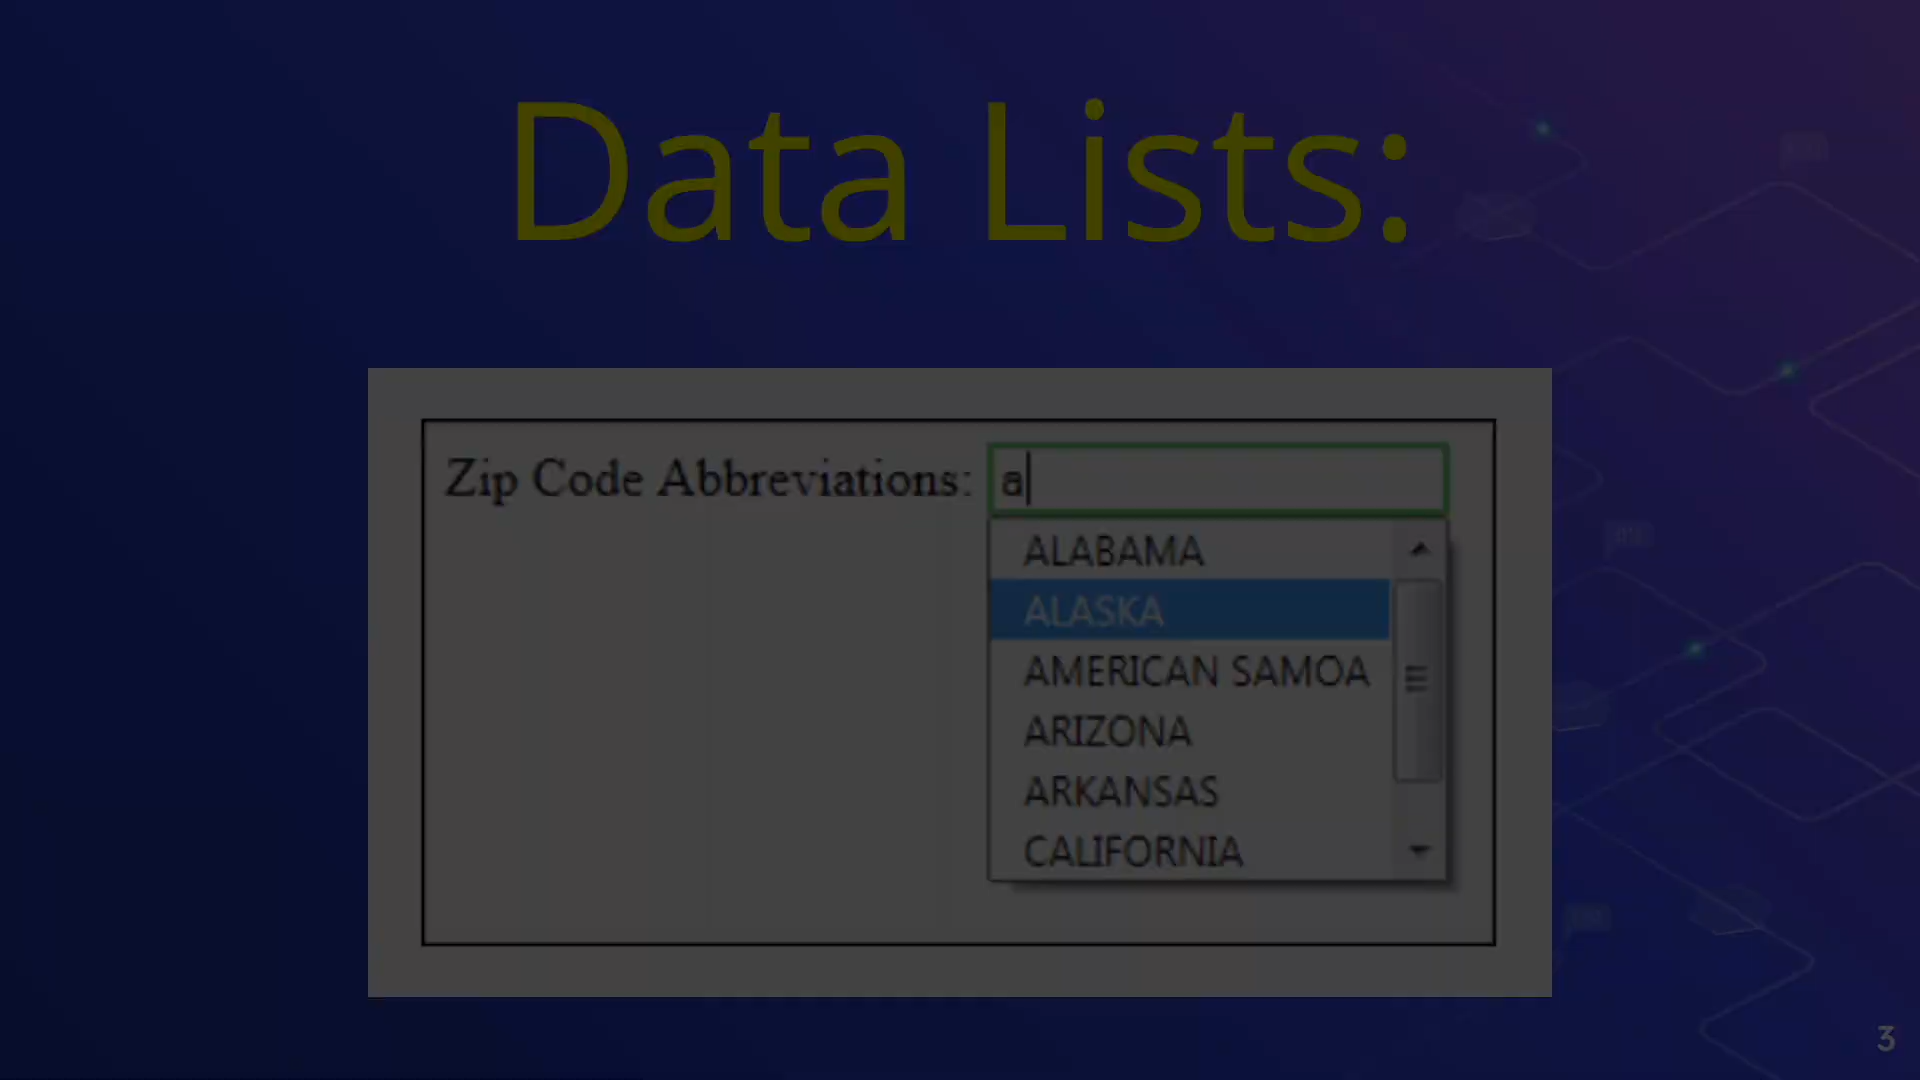 Data Lists:
Zip Code Abbreviations: a
ALABAMA
ALASKA
AMERICAN SAMOA
ARIZONA
ARKANSAS
CALIFORNIA
3